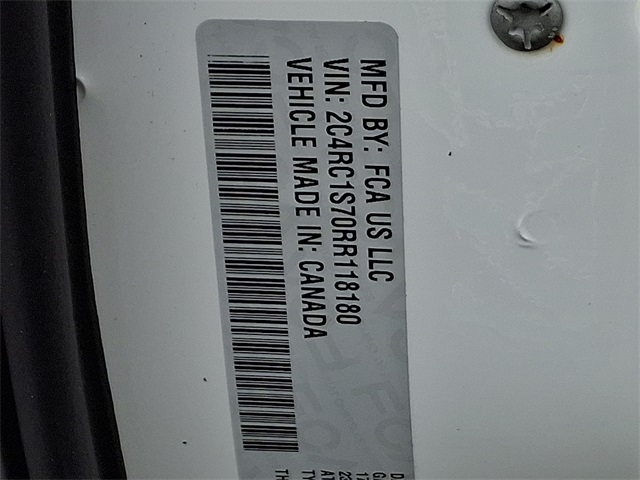 MFD BY: FCA US LLC
VIN: 2C4RC1S70RR118180
VEHICLE MADE IN: CANADA